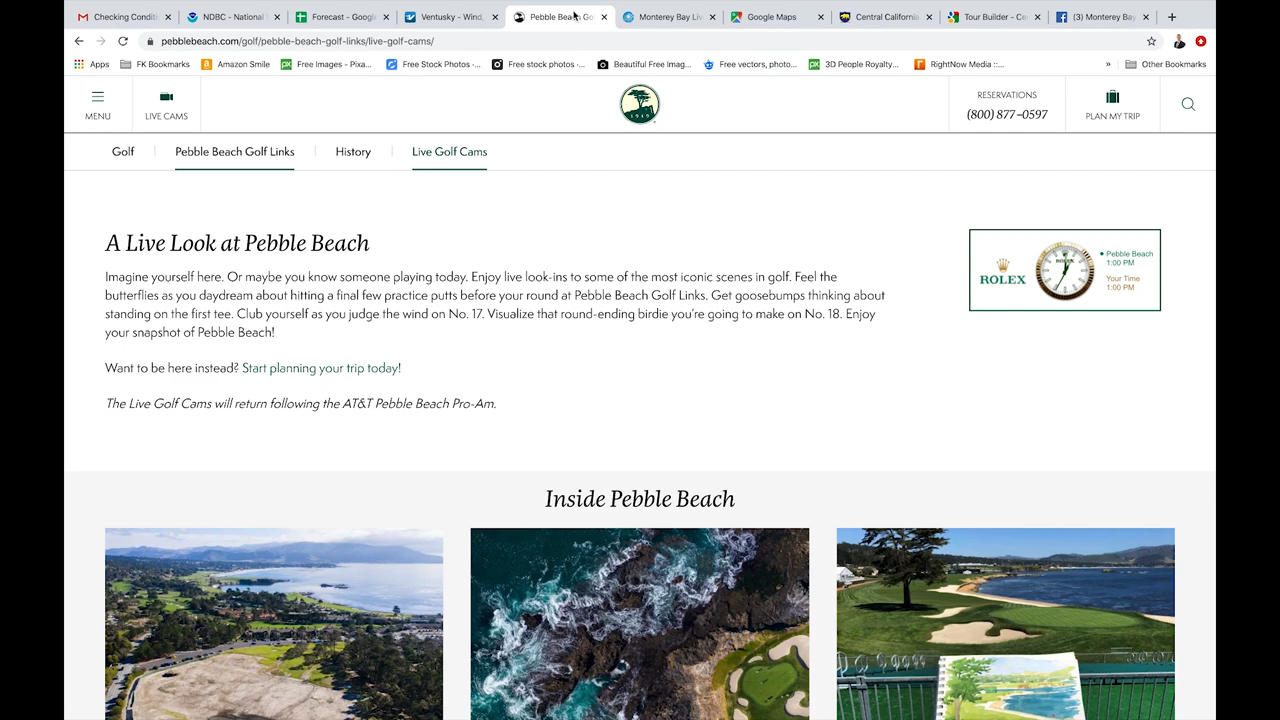 Checking Conditi
NDBC - National
Forecast - Google
Ventusky - Wind,
Pebble Beach Go
Monterey Bay Liv
Google Maps
Central California
Tour Builder - Ce
(3) Monterey Bay
pebblebeach.com/golf/pebble-beach-golf-links/live-golf-cams/
Apps
FK Bookmarks
Amazon Smile
Free Images - Pixa...
Free Stock Photos ·...
Free stock photos ·...
Beautiful Free Imag...
Free vectors, photo...
3D People Royalty...
RightNow Media ::...
»
Other Bookmarks
MENU
LIVE CAMS
1919
RESERVATIONS
(800) 877–0597
PLAN MY TRIP
Golf
Pebble Beach Golf Links
History
Live Golf Cams
A Live Look at Pebble Beach
Imagine yourself here. Or maybe you know someone playing today. Enjoy live look-ins to some of the most iconic scenes in golf. Feel the
butterflies as you daydream about hitting a final few practice putts before your round at Pebble Beach Golf Links. Get goosebumps thinking about
standing on the first tee. Club yourself as you judge the wind on No. 17. Visualize that round-ending birdie you're going to make on No. 18. Enjoy
your snapshot of Pebble Beach!
Want to be here instead? Start planning your trip today!
The Live Golf Cams will return following the AT&T Pebble Beach Pro-Am.
ROLEX
Pebble Beach
1:00 PM
Your Time
1:00 PM
Inside Pebble Beach